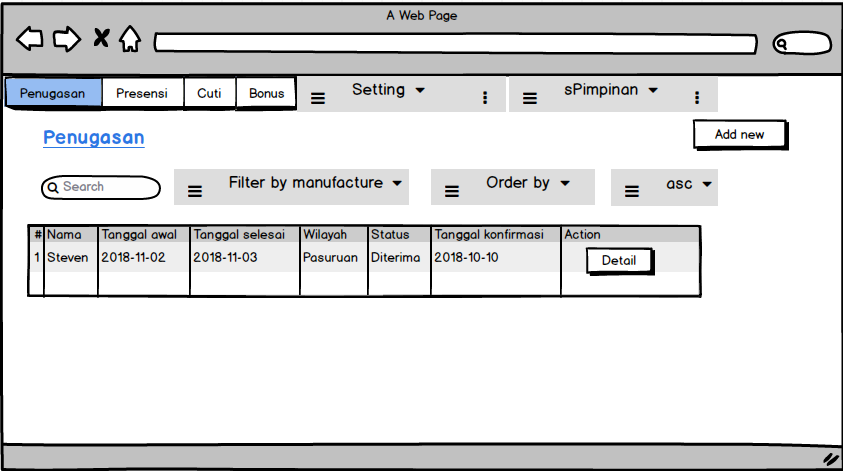 A Web Page
Penugasan Presensi Cuti Bonus Setting sPimpinan
Penugasan
Add new
Search Filter by manufacture Order by asc
# Nama Tanggal awal Tanggal selesai Wilayah Status Tanggal konfirmasi Action
1 Steven 2018-11-02 2018-11-03 Pasuruan Diterima 2018-10-10 Detail